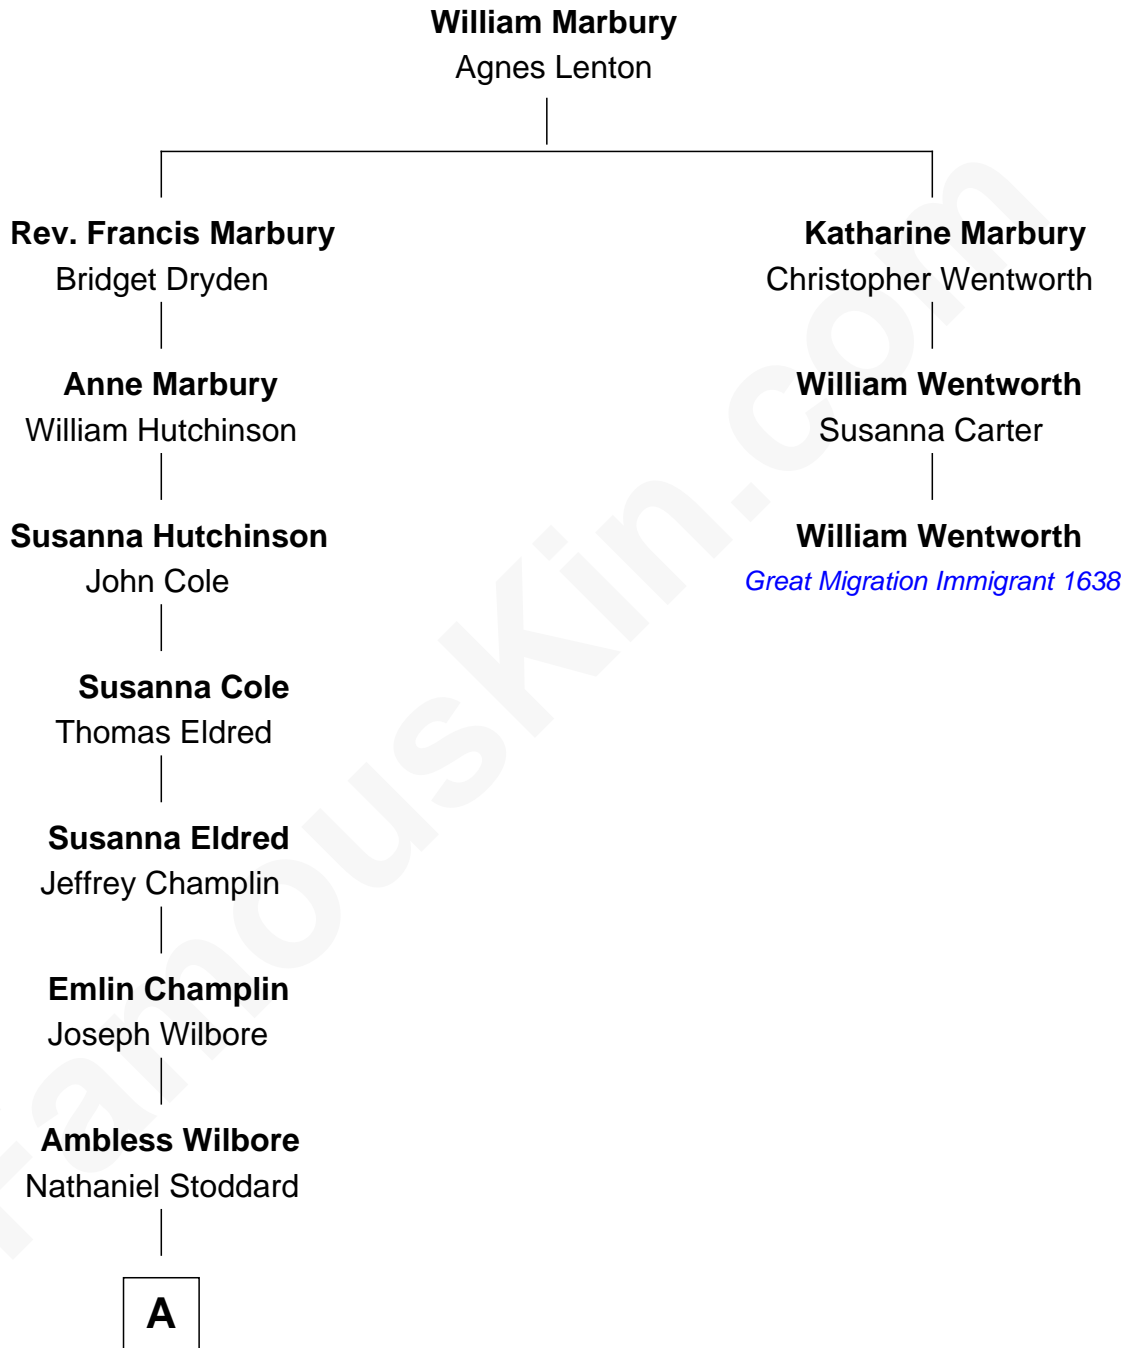 William Marbury
Agnes Lenton
Rev. Francis Marbury
Bridget Dryden
Katharine Marbury
Christopher Wentworth
Anne Marbury
William Hutchinson
William Wentworth
Susanna Carter
Susanna Hutchinson
John Cole
William Wentworth
Great Migration Immigrant 1638
Susanna Cole
Thomas Eldred
Susanna Eldred
Jeffrey Champlin
Emlin Champlin
Joseph Wilbore
Ambless Wilbore
Nathaniel Stoddard
A
FamousKin.com